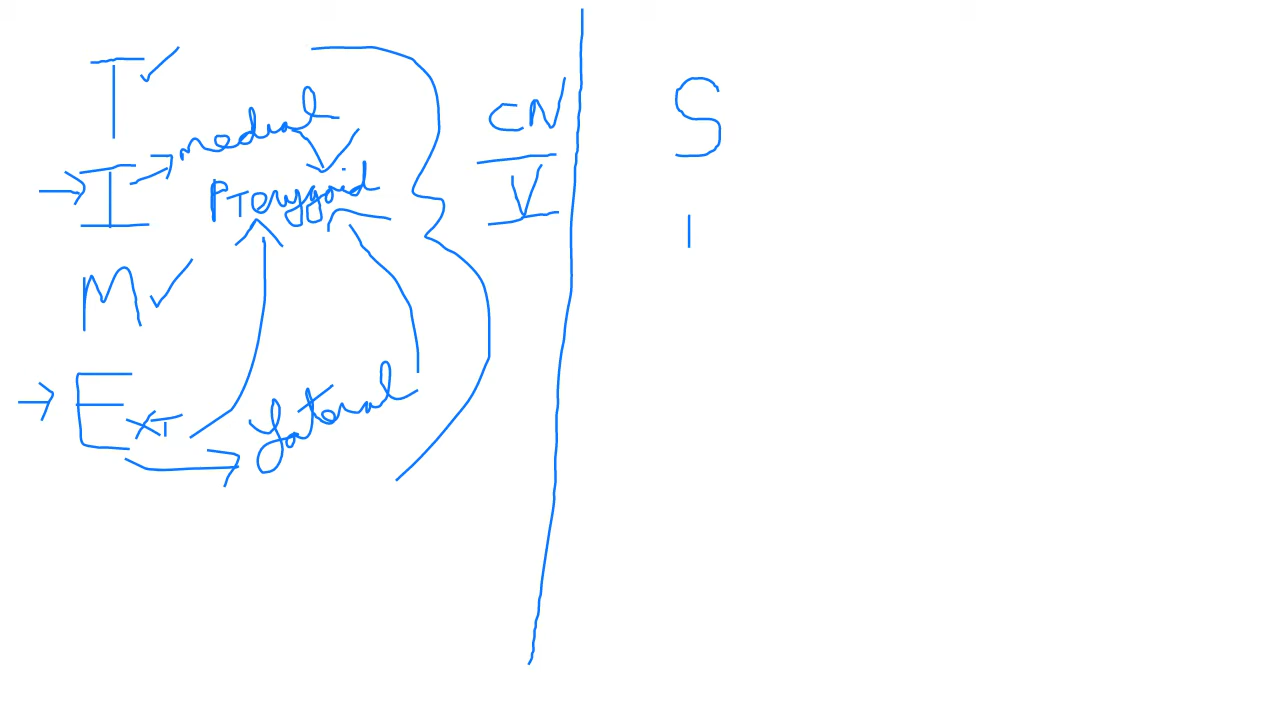 T
I medial
Pterygoid
M
Ext
lateral
CN
V
S
I